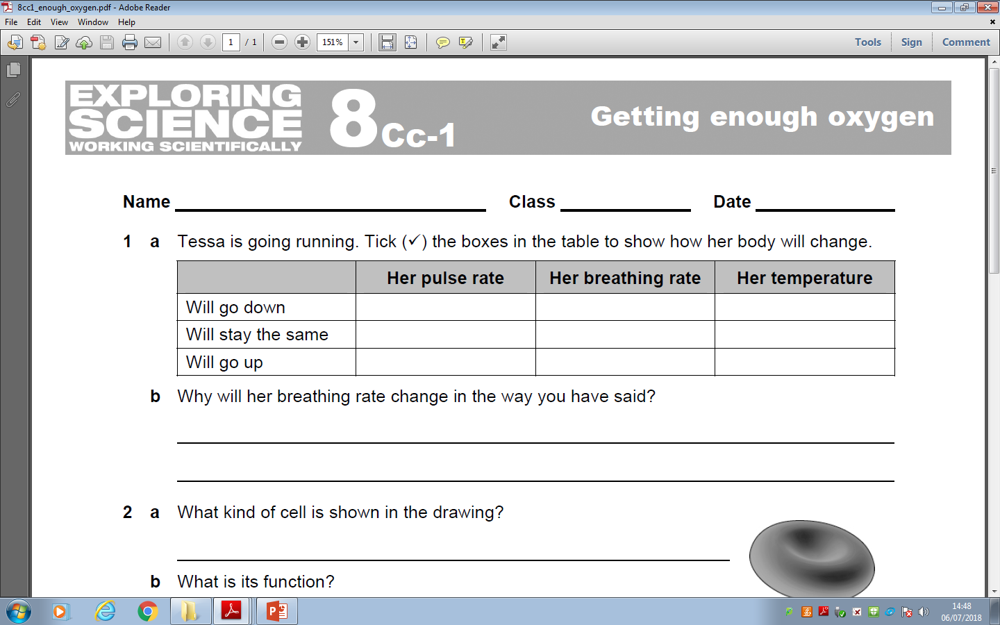 8cc1_enough_oxygen.pdf - Adobe Reader
File Edit View Window Help
1 / 1 151% Tools Sign Comment
EXPLORING
SCIENCE
WORKING SCIENTIFICALLY
8Cc-1
Getting enough oxygen
Name Class Date
1 a Tessa is going running. Tick (✓) the boxes in the table to show how her body will change.
Her pulse rate Her breathing rate Her temperature
Will go down
Will stay the same
Will go up
b Why will her breathing rate change in the way you have said?
2 a What kind of cell is shown in the drawing?
b What is its function?
14:48
06/07/2018